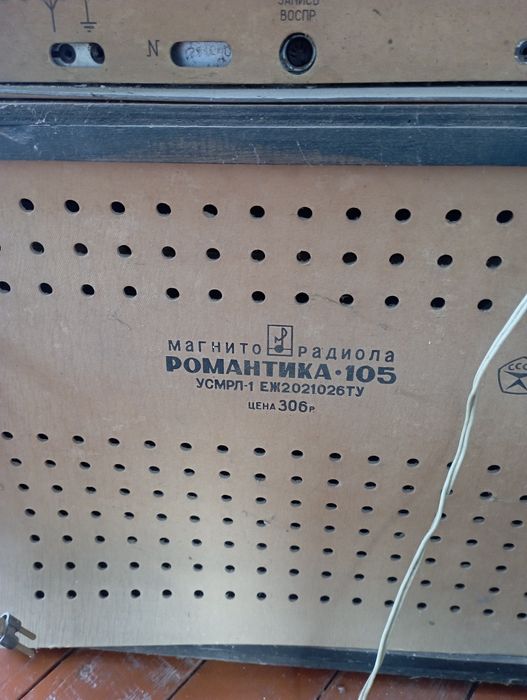 ЗАПИСЬ
ВОСПР
N
МАГНИТО РАДИОЛА
РОМАНТИКА·105
УСМРЛ-1 ЕЖ2021026ТУ
ЦЕНА 306Р